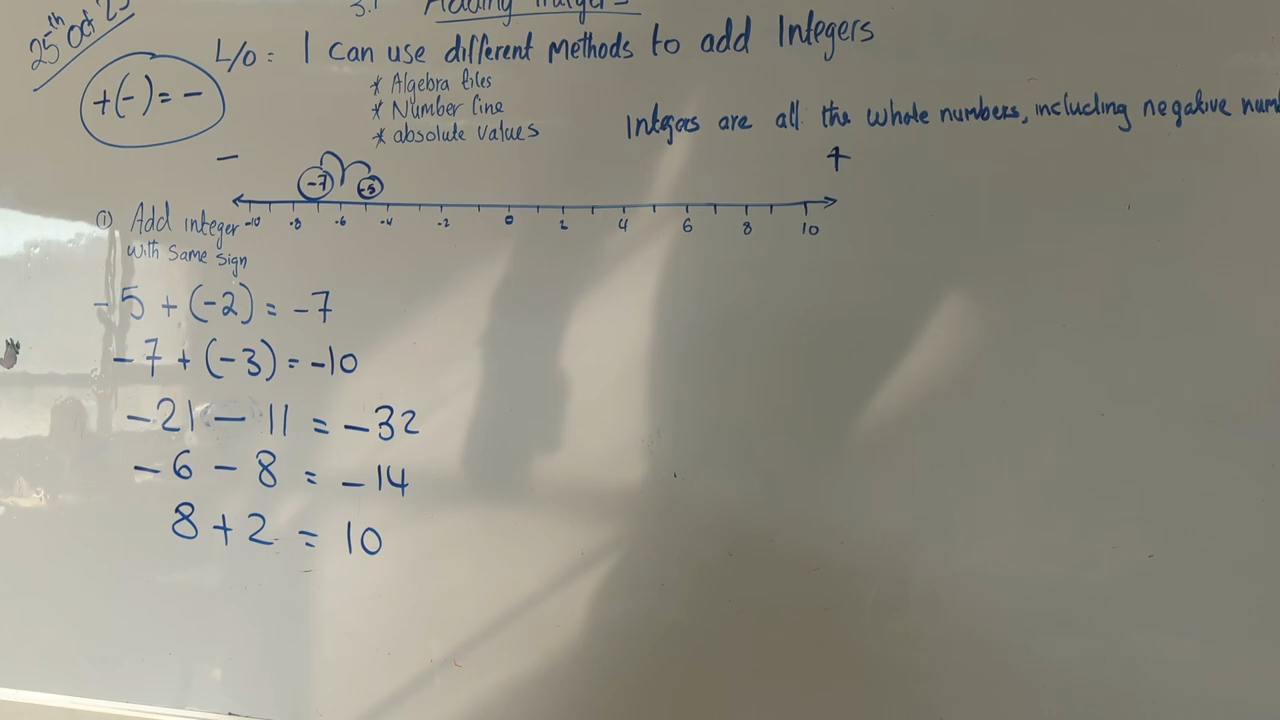 25th Oct 23
3.1 Adding Integers
L/O = I can use different Methods to add Integers
+(-) = -
* Algebra tiles
* Number line
* absolute values
Integers are all the whole numbers, including negative num
- +
-7 -5
-10 -8 -6 -4 -2 0 2 4 6 8 10
① Add integer
with same sign
-5 + (-2) = -7
-7 + (-3) = -10
-21 - 11 = -32
-6 - 8 = -14
8 + 2 = 10